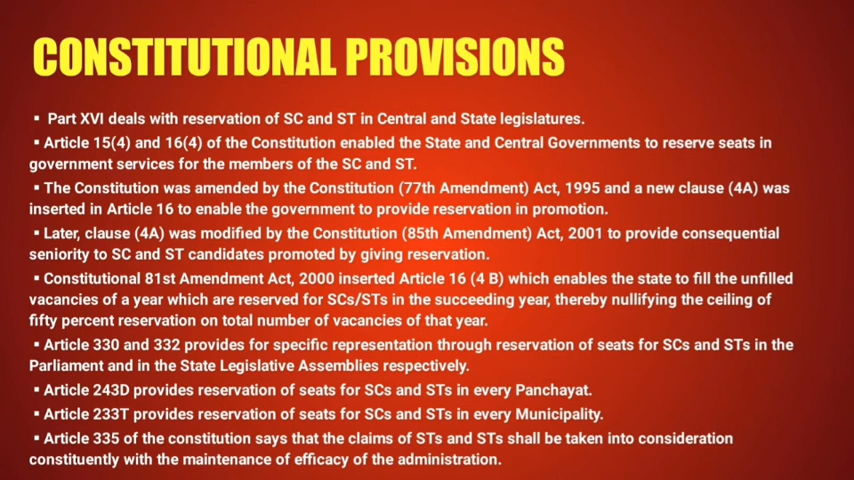 CONSTITUTIONAL PROVISIONS
▪ Part XVI deals with reservation of SC and ST in Central and State legislatures.
▪ Article 15(4) and 16(4) of the Constitution enabled the State and Central Governments to reserve seats in
government services for the members of the SC and ST.
▪ The Constitution was amended by the Constitution (77th Amendment) Act, 1995 and a new clause (4A) was
inserted in Article 16 to enable the government to provide reservation in promotion.
▪ Later, clause (4A) was modified by the Constitution (85th Amendment) Act, 2001 to provide consequential
seniority to SC and ST candidates promoted by giving reservation.
▪ Constitutional 81st Amendment Act, 2000 inserted Article 16 (4 B) which enables the state to fill the unfilled
vacancies of a year which are reserved for SCs/STs in the succeeding year, thereby nullifying the ceiling of
fifty percent reservation on total number of vacancies of that year.
▪ Article 330 and 332 provides for specific representation through reservation of seats for SCs and STs in the
Parliament and in the State Legislative Assemblies respectively.
▪ Article 243D provides reservation of seats for SCs and STs in every Panchayat.
▪ Article 233T provides reservation of seats for SCs and STs in every Municipality.
▪ Article 335 of the constitution says that the claims of STs and STs shall be taken into consideration
constituently with the maintenance of efficacy of the administration.